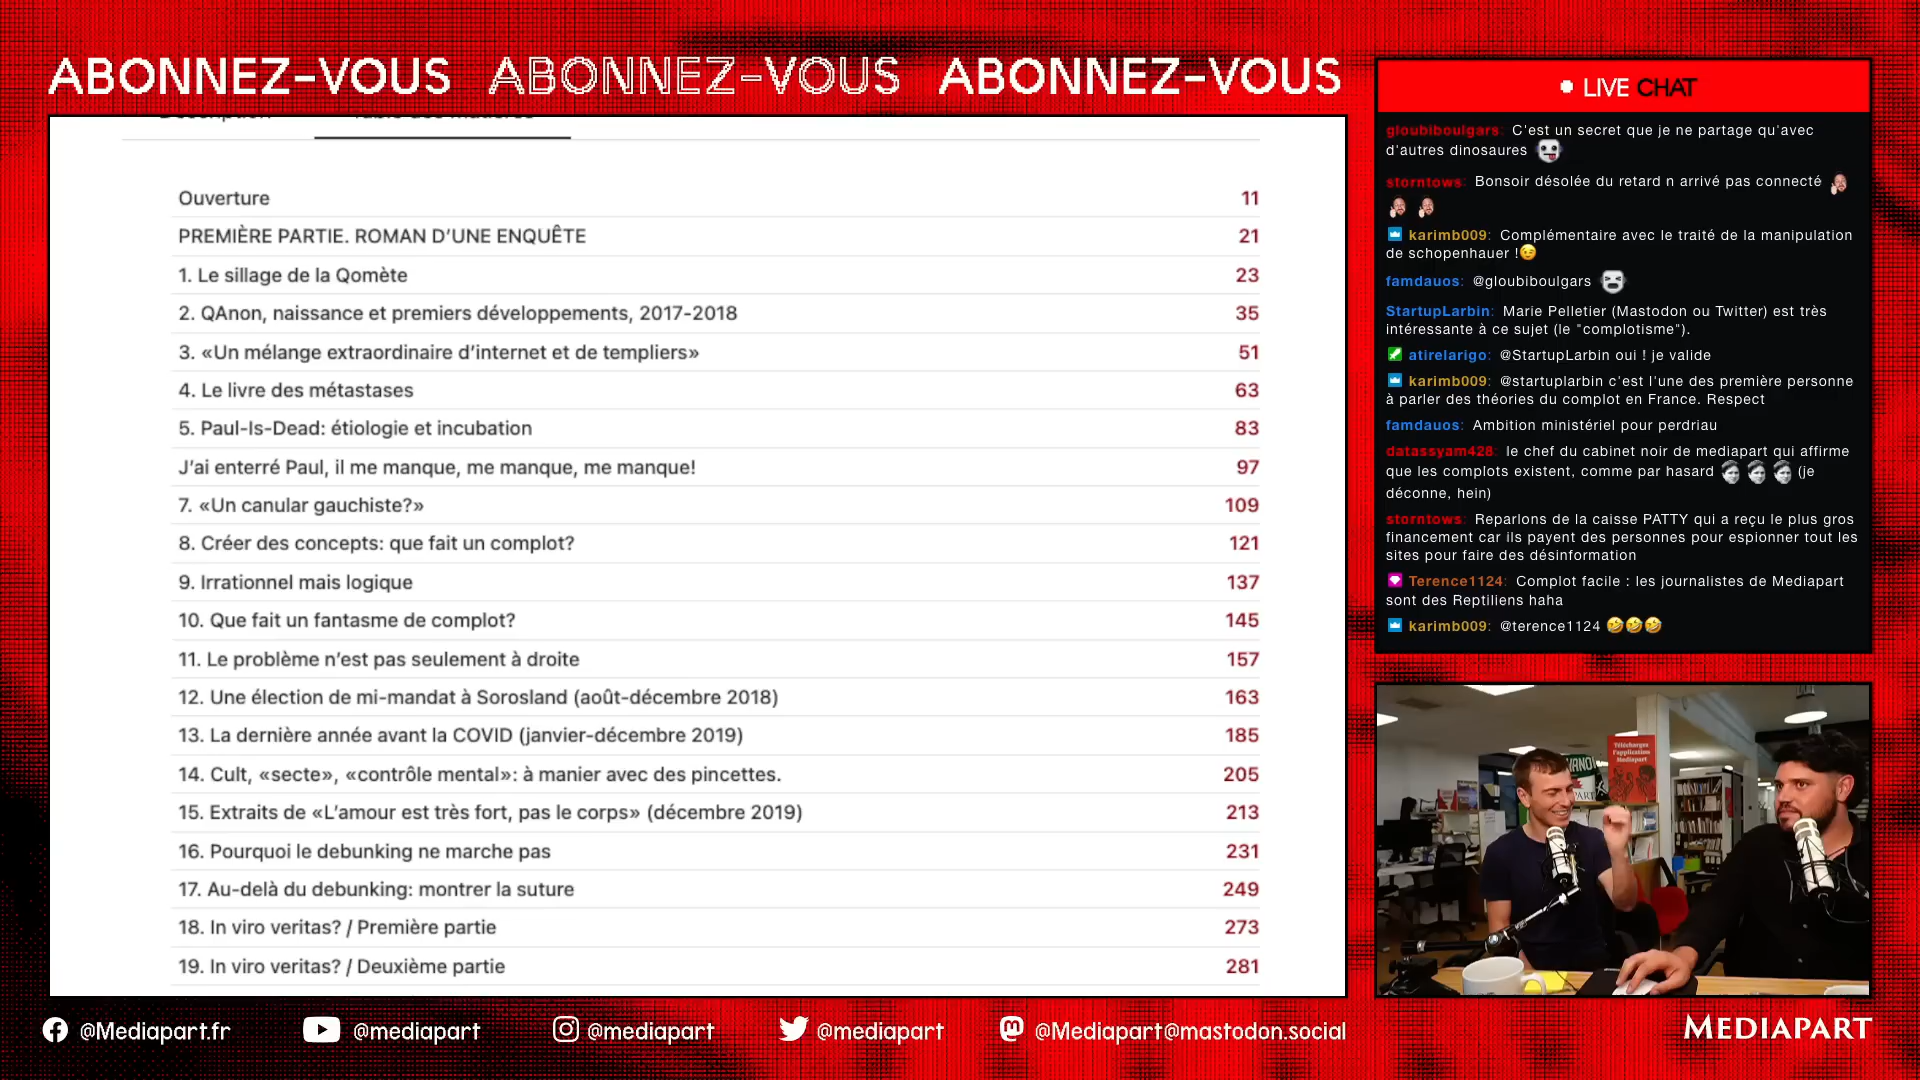 ABONNEZ-VOUS ABONNEZ-VOUS ABONNEZ-VOUS
Ouverture 11
PREMIÈRE PARTIE. ROMAN D’UNE ENQUÊTE 21
1. Le sillage de la Qomète 23
2. QAnon, naissance et premiers développements, 2017-2018 35
3. «Un mélange extraordinaire d’internet et de templiers» 51
4. Le livre des métastases 63
5. Paul-Is-Dead: étiologie et incubation 83
J’ai enterré Paul, il me manque, me manque, me manque! 97
7. «Un canular gauchiste?» 109
8. Créer des concepts: que fait un complot? 121
9. Irrationnel mais logique 137
10. Que fait un fantasme de complot? 145
11. Le problème n’est pas seulement à droite 157
12. Une élection de mi-mandat à Sorosland (août-décembre 2018) 163
13. La dernière année avant la COVID (janvier-décembre 2019) 185
14. Cult, «secte», «contrôle mental»: à manier avec des pincettes. 205
15. Extraits de «L’amour est très fort, pas le corps» (décembre 2019) 213
16. Pourquoi le debunking ne marche pas 231
17. Au-delà du debunking: montrer la suture 249
18. In viro veritas? / Première partie 273
19. In viro veritas? / Deuxième partie 281
LIVE CHAT
gloubiboulgars: C'est un secret que je ne partage qu'avec
d'autres dinosaures
storntows: Bonsoir désolée du retard n arrivé pas connecté
karimb009: Complémentaire avec le traité de la manipulation
de schopenhauer !😉
famdauos: @gloubiboulgars
StartupLarbin: Marie Pelletier (Mastodon ou Twitter) est très
intéressante à ce sujet (le "complotisme").
atirelarigo: @StartupLarbin oui ! je valide
karimb009: @startuplarbin c'est l'une des première personne
à parler des théories du complot en France. Respect
famdauos: Ambition ministériel pour perdriau
datassyam428: le chef du cabinet noir de mediapart qui affirme
que les complots existent, comme par hasard (je
déconne, hein)
storntows: Reparlons de la caisse PATTY qui a reçu le plus gros
financement car ils payent des personnes pour espionner tout les
sites pour faire des désinformation
Terence1124: Complot facile : les journalistes de Mediapart
sont des Reptiliens haha
karimb009: @terence1124 🤣🤣🤣
Téléchargez
l'application
Mediapart
@Mediapart.fr @mediapart @mediapart @mediapart @Mediapart@mastodon.social
MEDIAPART